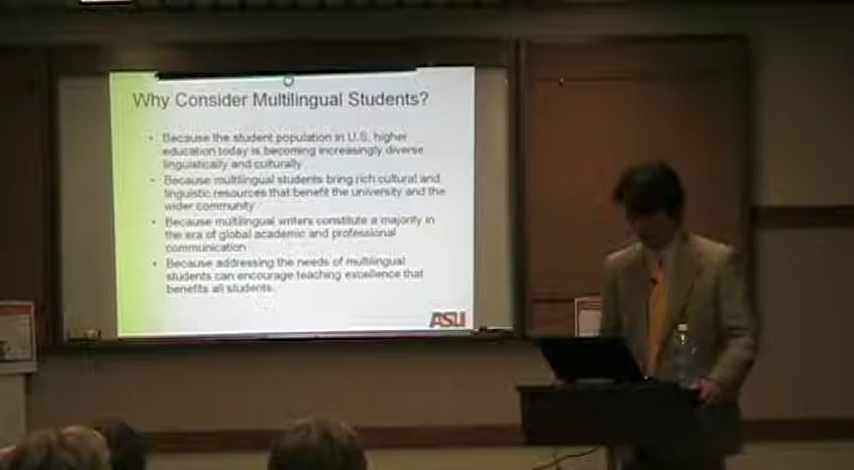 Why Consider Multilingual Students?
• Because the student population in U.S. higher
education today is becoming increasingly diverse
linguistically and culturally
• Because multilingual students bring rich cultural and
linguistic resources that benefit the university and the
wider community
• Because multilingual writers constitute a majority in
the era of global academic and professional
communication
• Because addressing the needs of multilingual
students can encourage teaching excellence that
benefits all students.
ASU